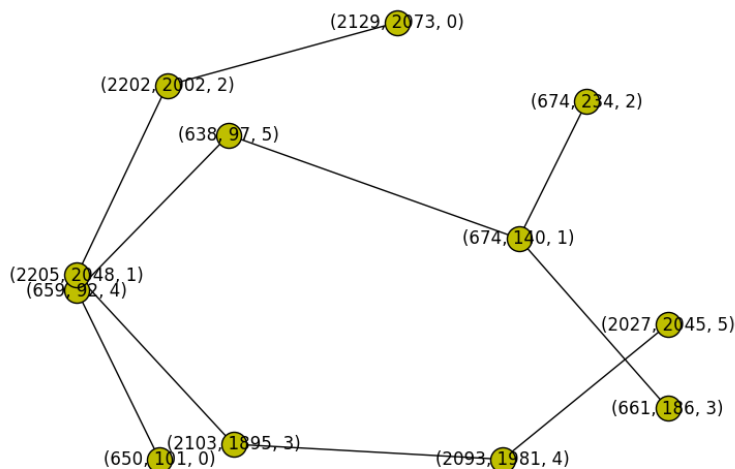 (2129, 2073, 0)
(2202, 2002, 2)
(674, 234, 2)
(638, 97, 5)
(674, 140, 1)
(2205, 2048, 1)
(659, 92, 4)
(2027, 2045, 5)
(661, 186, 3)
(2103, 1895, 3)
(650, 101, 0)
(2093, 1981, 4)